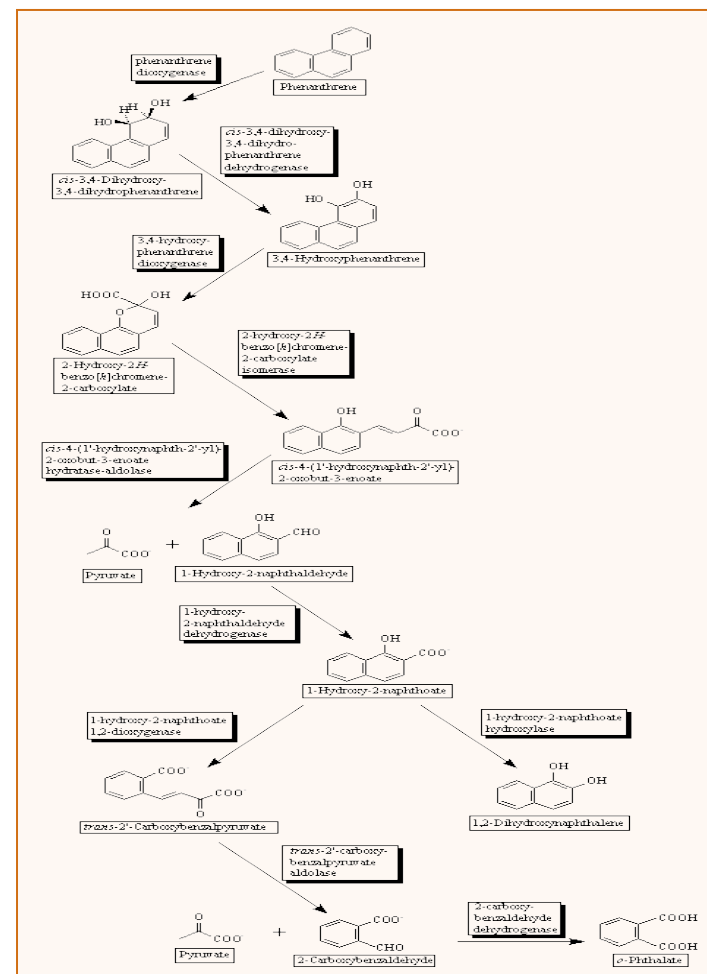 phenanthrene
dioxygenase
Phenanthrene
H
H
OH
HO
cis-3,4-dihydroxy-
3,4-dihydro-
phenanthrene
dehydrogenase
cis-3,4-Dihydroxy-
3,4-dihydrophenanthrene
OH
HO
3,4-hydroxy-
phenanthrene
dioxygenase
3,4-Hydroxyphenanthrene
HOOC
OH
O
2-hydroxy-2H-
benzo[h]chromene-
2-carboxylate
isomerase
2-Hydroxy-2H-
benzo[h]chromene-
2-carboxylate
OH
O
COO-
cis-4-(1'-hydroxynaphth-2'-yl)-
2-oxobut-3-enoate
hydratase-aldolase
cis-4-(1'-hydroxynaphth-2'-yl)-
2-oxobut-3-enoate
O
COO-
+
OH
CHO
Pyruvate
1-Hydroxy-2-naphthaldehyde
1-hydroxy-
2-naphthaldehyde
dehydrogenase
OH
COO-
1-Hydroxy-2-naphthoate
1-hydroxy-2-naphthoate
1,2-dioxygenase
1-hydroxy-2-naphthoate
hydroxylase
COO-
COO-
O
OH
OH
trans-2'-Carboxybenzalpyruvate
1,2-Dihydroxynaphthalene
trans-2'-carboxy-
benzalpyruvate
aldolase
O
COO-
+
COO-
CHO
2-carboxy-
benzaldehyde
dehydrogenase
COOH
COOH
Pyruvate
2-Carboxybenzaldehyde
o-Phthalate